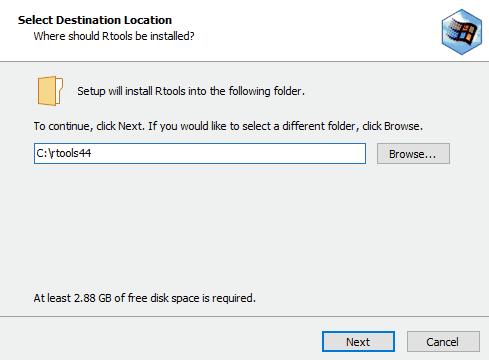 Select Destination Location
Where should Rtools be installed?
Setup will install Rtools into the following folder.
To continue, click Next. If you would like to select a different folder, click Browse.
C:\rtools44
Browse...
At least 2.88 GB of free disk space is required.
Next
Cancel